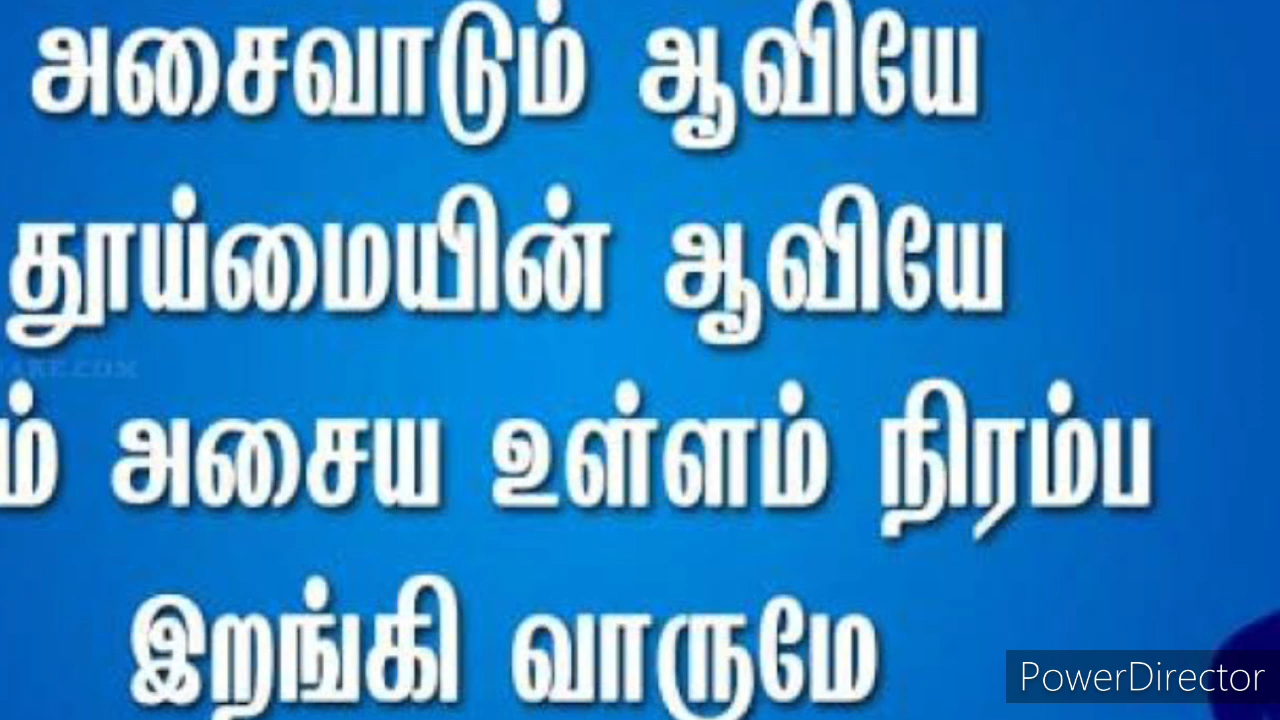 அசைவாடும் ஆவியே
தூய்மையின் ஆவியே
அசைய உள்ளம் நிரம்ப
இறங்கி வாருமே
PowerDirector